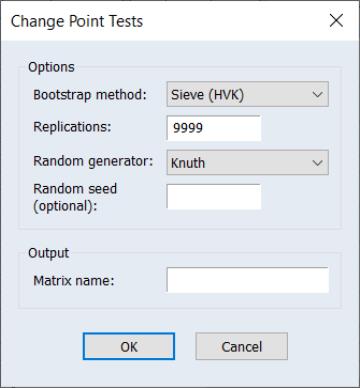 Change Point Tests
Options
Bootstrap method: Sieve (HVK)
Replications: 9999
Random generator: Knuth
Random seed
(optional):
Output
Matrix name:
OK Cancel